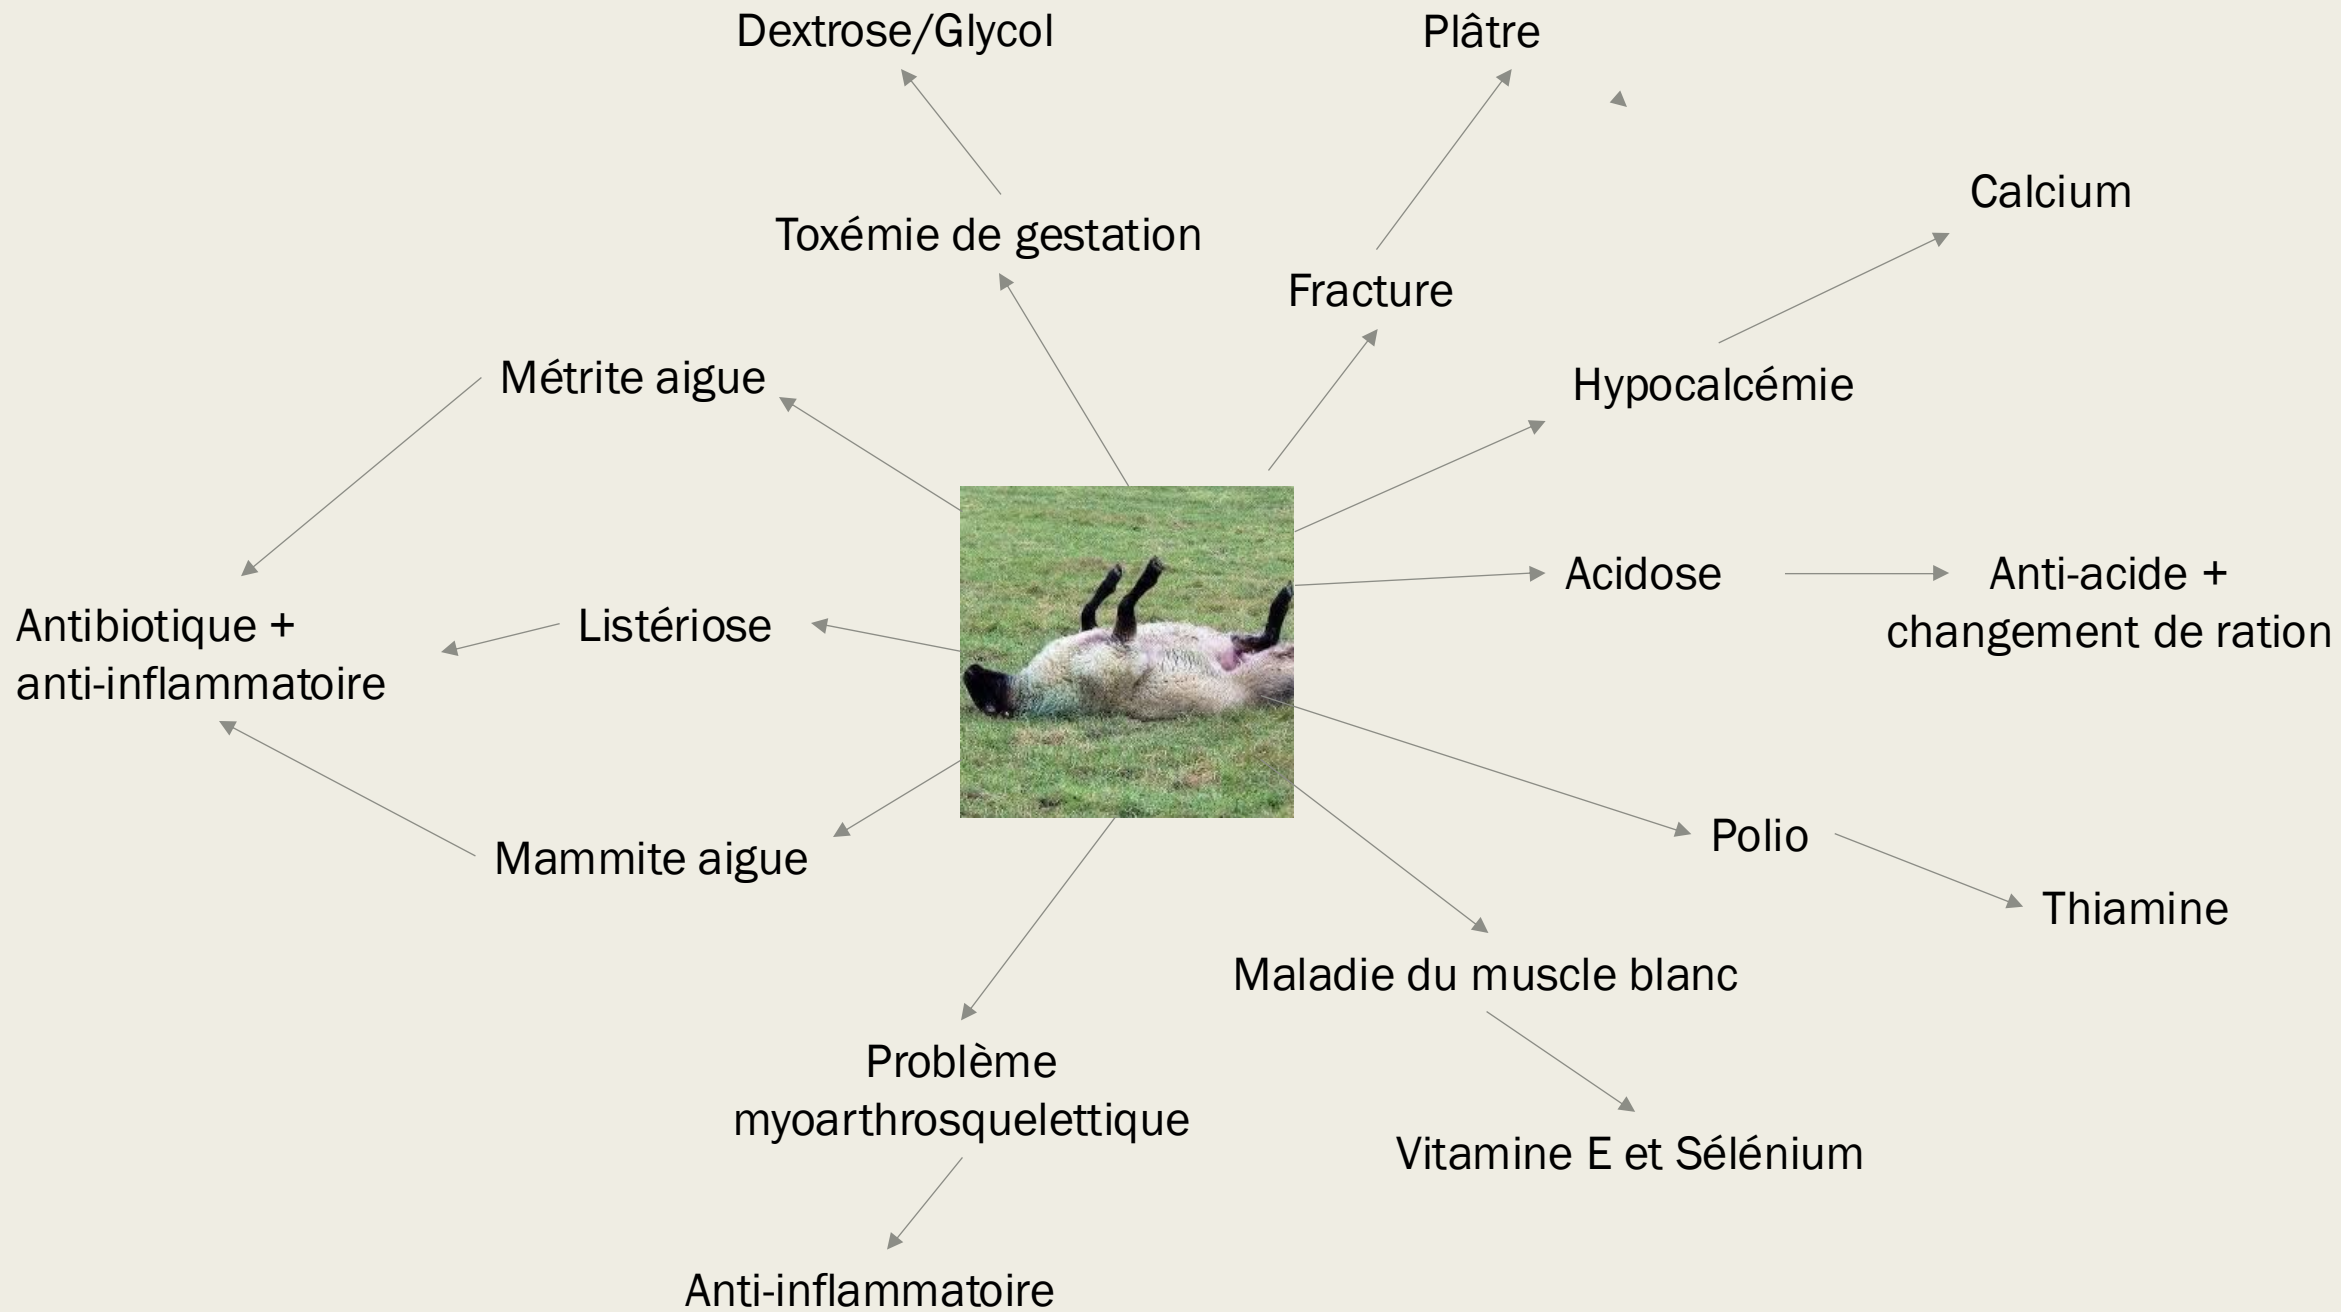 Dextrose/Glycol
Plâtre
Calcium
Toxémie de gestation
Fracture
Métrite aigue
Hypocalcémie
Acidose
Anti-acide +
changement de ration
Antibiotique +
anti-inflammatoire
Listériose
Mammite aigue
Polio
Thiamine
Maladie du muscle blanc
Problème
myoarthrosquelettique
Vitamine E et Sélénium
Anti-inflammatoire